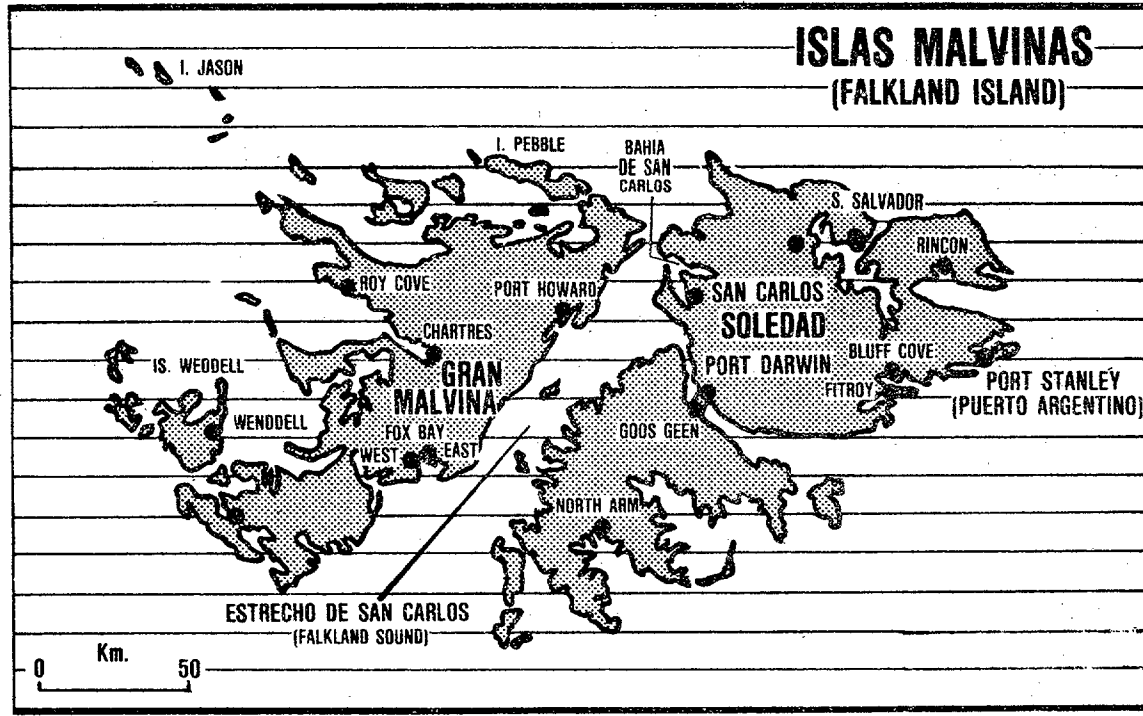 ISLAS MALVINAS
(FALKLAND ISLAND)
I. JASON
I. PEBBLE
BAHIA
DE SAN
CARLOS
S. SALVADOR
RINCON
ROY COVE
PORT HOWARD
SAN CARLOS
SOLEDAD
CHARTRES
BLUFF COVE
IS. WEDDELL
GRAN
MALVINA
PORT DARWIN
FITROY
PORT STANLEY
(PUERTO ARGENTINO)
WENDDELL
FOX BAY
WEST
EAST
GOOS GEEN
NORTH ARM
ESTRECHO DE SAN CARLOS
(FALKLAND SOUND)
Km.
0 50